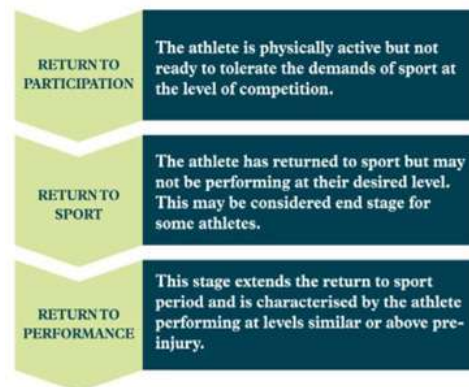 RETURN TO
PARTICIPATION
The athlete is physically active but not
ready to tolerate the demands of sport at
the level of competition.
RETURN TO
SPORT
The athlete has returned to sport but may
not be performing at their desired level.
This may be considered end stage for
some athletes.
RETURN TO
PERFORMANCE
This stage extends the return to sport
period and is characterised by the athlete
performing at levels similar or above pre-
injury.